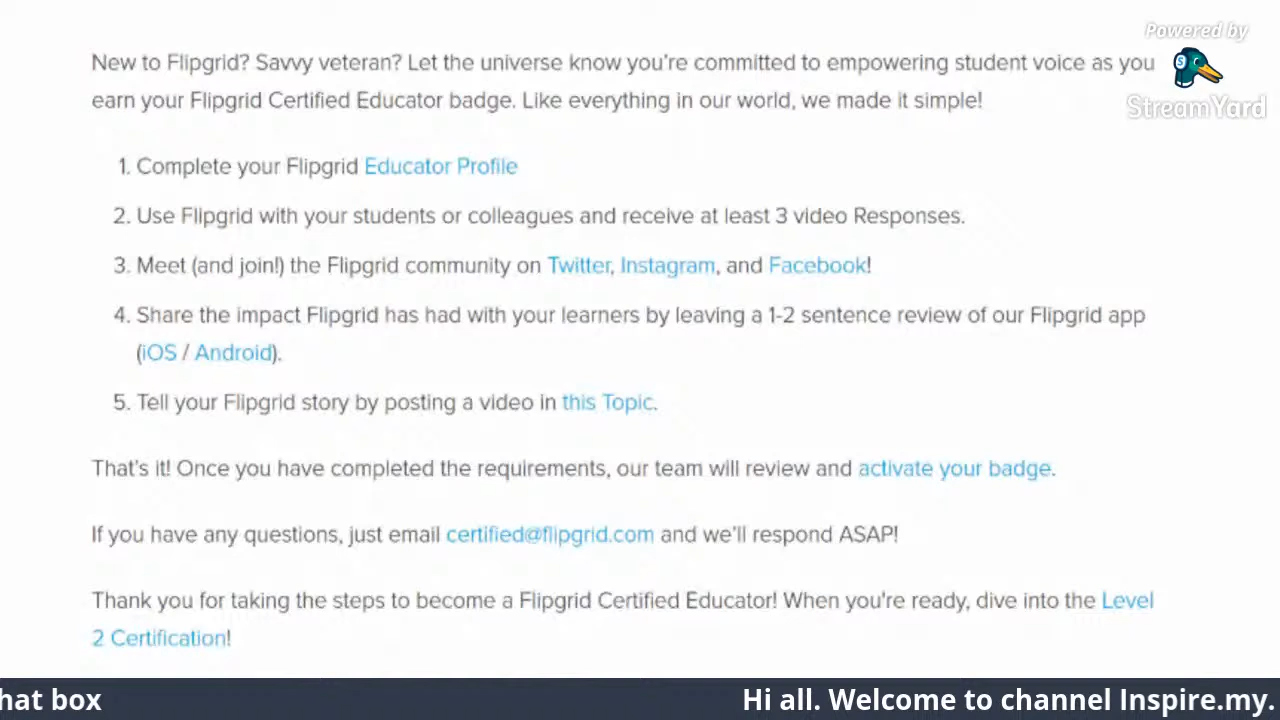 Powered by
StreamYard
New to Flipgrid? Savvy veteran? Let the universe know you're committed to empowering student voice as you
earn your Flipgrid Certified Educator badge. Like everything in our world, we made it simple!
1. Complete your Flipgrid Educator Profile
2. Use Flipgrid with your students or colleagues and receive at least 3 video Responses.
3. Meet (and join!) the Flipgrid community on Twitter, Instagram, and Facebook!
4. Share the impact Flipgrid has had with your learners by leaving a 1-2 sentence review of our Flipgrid app
(iOS / Android).
5. Tell your Flipgrid story by posting a video in this Topic.
That's it! Once you have completed the requirements, our team will review and activate your badge.
If you have any questions, just email certified@flipgrid.com and we'll respond ASAP!
Thank you for taking the steps to become a Flipgrid Certified Educator! When you're ready, dive into the Level
2 Certification!
hat box Hi all. Welcome to channel Inspire.my.